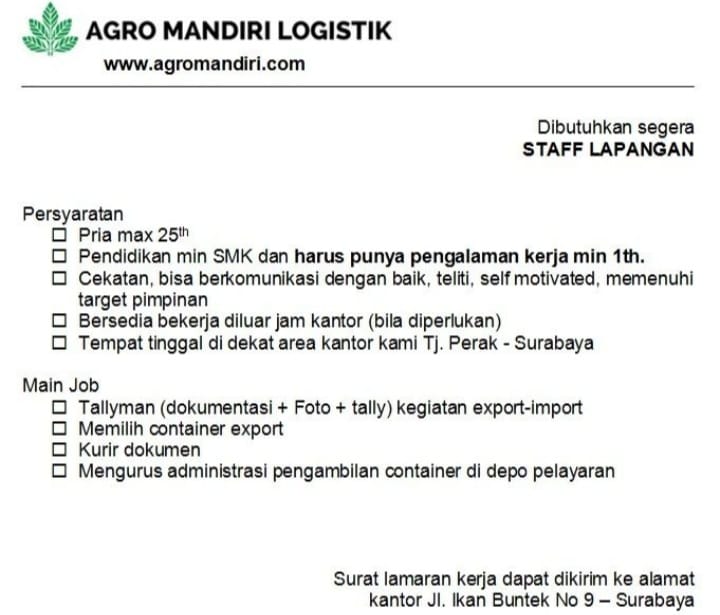 AGRO MANDIRI LOGISTIK
www.agromandiri.com
Dibutuhkan segera
STAFF LAPANGAN
Persyaratan
☐ Pria max 25th
☐ Pendidikan min SMK dan harus punya pengalaman kerja min 1th.
☐ Cekatan, bisa berkomunikasi dengan baik, teliti, self motivated, memenuhi
target pimpinan
☐ Bersedia bekerja diluar jam kantor (bila diperlukan)
☐ Tempat tinggal di dekat area kantor kami Tj. Perak - Surabaya
Main Job
☐ Tallyman (dokumentasi + Foto + tally) kegiatan export-import
☐ Memilih container export
☐ Kurir dokumen
☐ Mengurus administrasi pengambilan container di depo pelayaran
Surat lamaran kerja dapat dikirim ke alamat
kantor Jl. Ikan Buntek No 9 – Surabaya